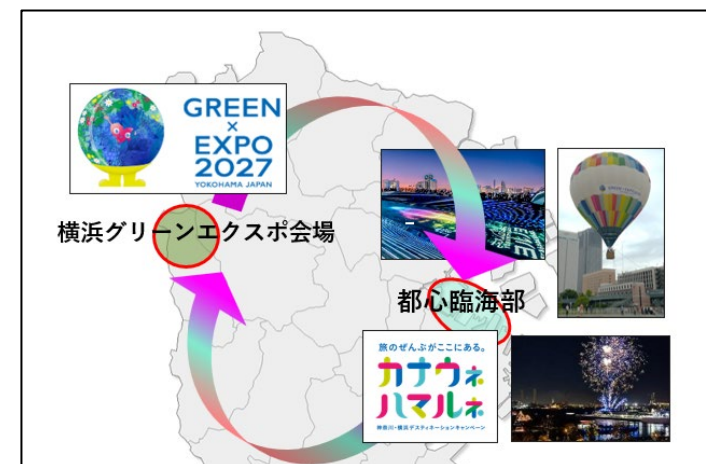 GREEN
×
EXPO
2027
YOKOHAMA JAPAN
横浜グリーンエクスポ会場
都心臨海部
旅のぜんぶがここにある。
カナウネ
ハマルネ
神奈川・横浜デスティネーションキャンペーン